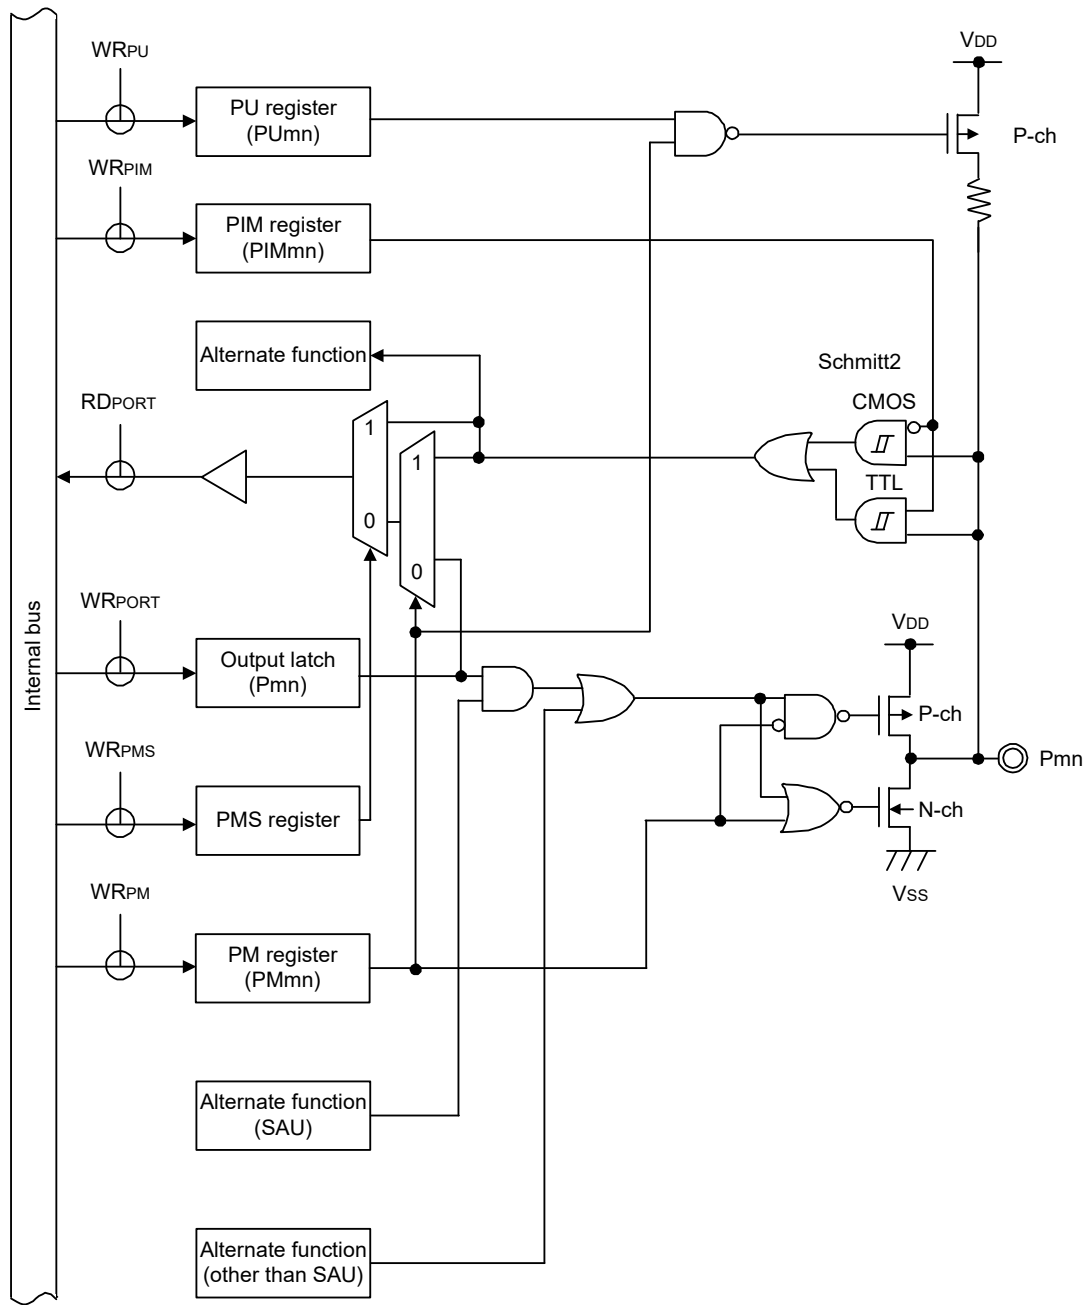 WRPU
VDD
PU register
(PUmn)
P-ch
WRPIM
PIM register
(PIMmn)
Alternate function
Schmitt2
RDPORT
CMOS
1
1
TTL
0
0
WRPORT
Internal bus
Output latch
(Pmn)
VDD
P-ch
WRPMS
Pmn
PMS register
N-ch
WRPM
VSS
PM register
(PMmn)
Alternate function
(SAU)
Alternate function
(other than SAU)